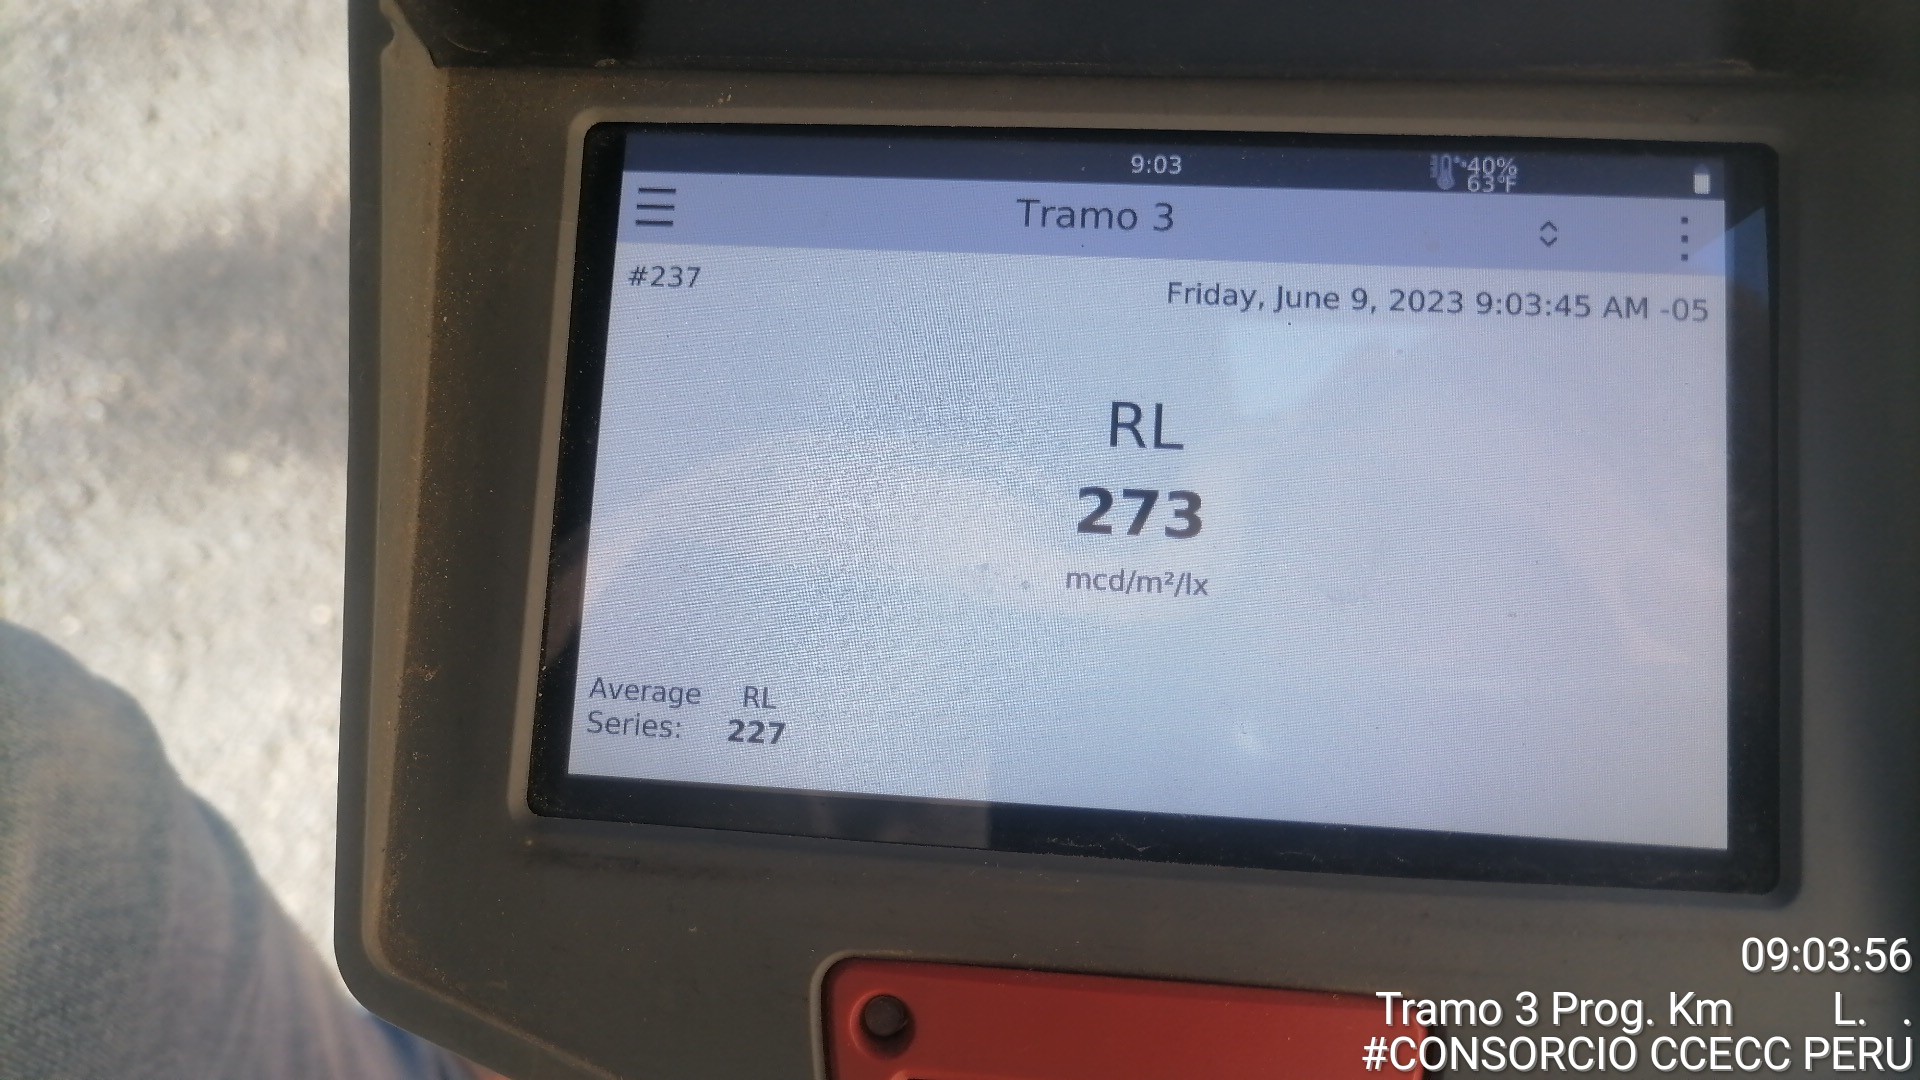 9:03
40%
63°F
Tramo 3
#237
Friday, June 9, 2023 9:03:45 AM -05
RL
273
mcd/m²/lx
Average RL
Series: 227
09:03:56
Tramo 3 Prog. Km L. .
#CONSORCIO CCECC PERU